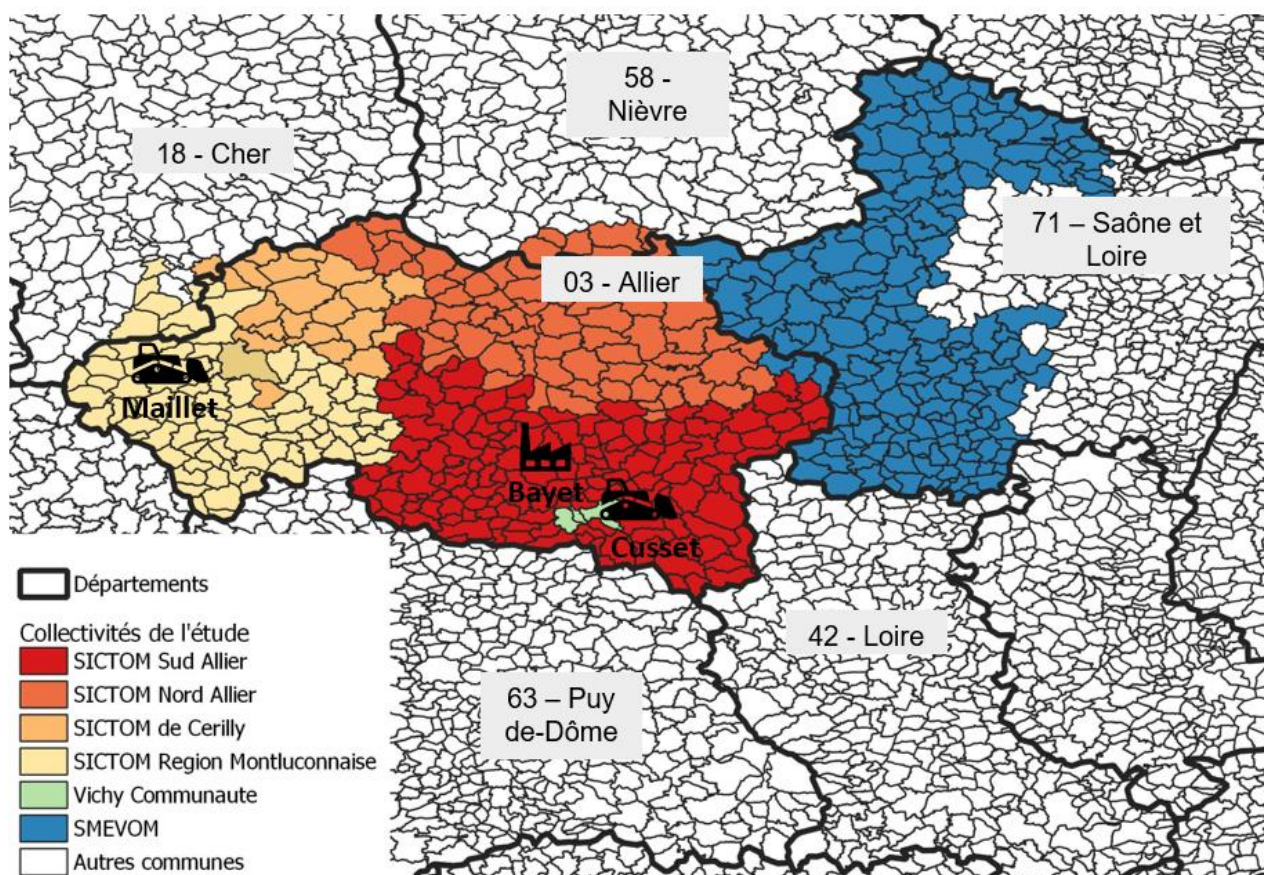 58 -
Nièvre
18 - Cher
71 – Saône et
Loire
03 - Allier
Maillet
Bayet
Cusset
42 - Loire
63 – Puy
de-Dôme
Départements
Collectivités de l'étude
SICTOM Sud Allier
SICTOM Nord Allier
SICTOM de Cerilly
SICTOM Region Montluconnaise
Vichy Communaute
SMEVOM
Autres communes